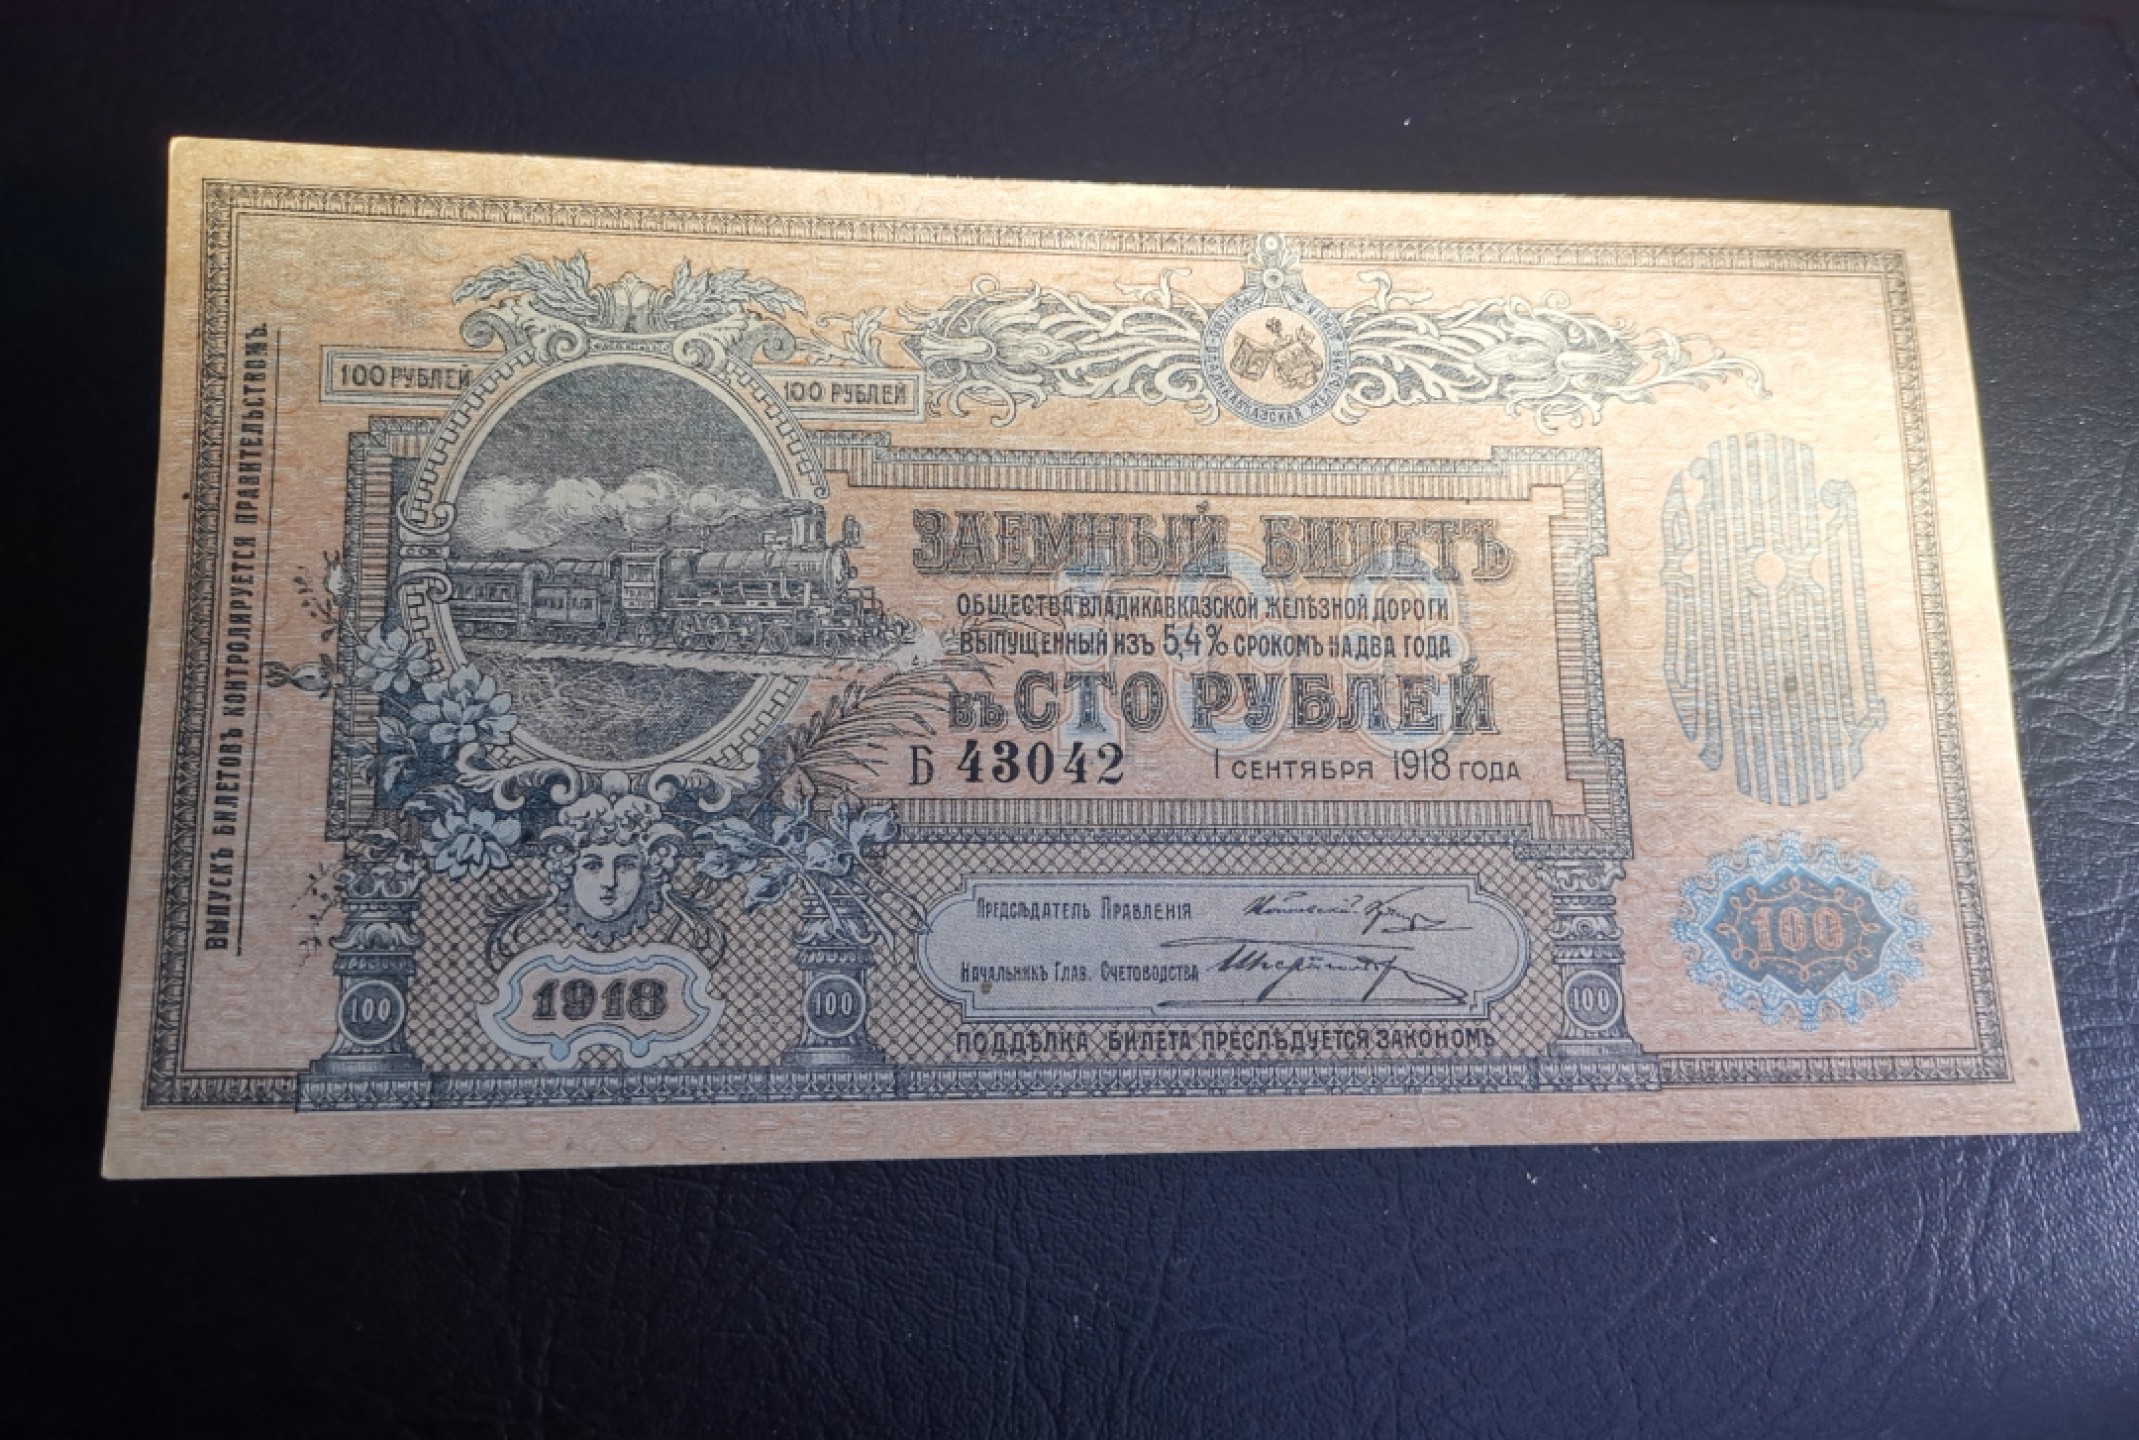 ВЫПУСКЪ БИЛЕТОВЪ КОНТРОЛИРУЕТСЯ ПРАВИТЕЛЬСТВОМЪ.
100 РУБЛЕЙ
100 РУБЛЕЙ
ВЛАДИКАВКАЗСКАЯ
ЗАЕМНЫЙ БИЛЕТЪ
100
ОБЩЕСТВА ВЛАДИКАВКАЗСКОЙ ЖЕЛѢЗНОЙ ДОРОГИ
ВЫПУЩЕННЫЙ ИЗЪ 5,4% СРОКОМЪ НА ДВА ГОДА
ВЪ СТО РУБЛЕЙ
Б 43042
1 СЕНТЯБРЯ 1918 ГОДА
ПРЕДСѢДАТЕЛЬ ПРАВЛЕНІЯ
НАЧАЛЬНИКЪ ГЛАВ. СЧЕТОВОДСТВА
1918
100
100
100
100
ПОДДѢЛКА БИЛЕТА ПРЕСЛѢДУЕТСЯ ЗАКОНОМЪ